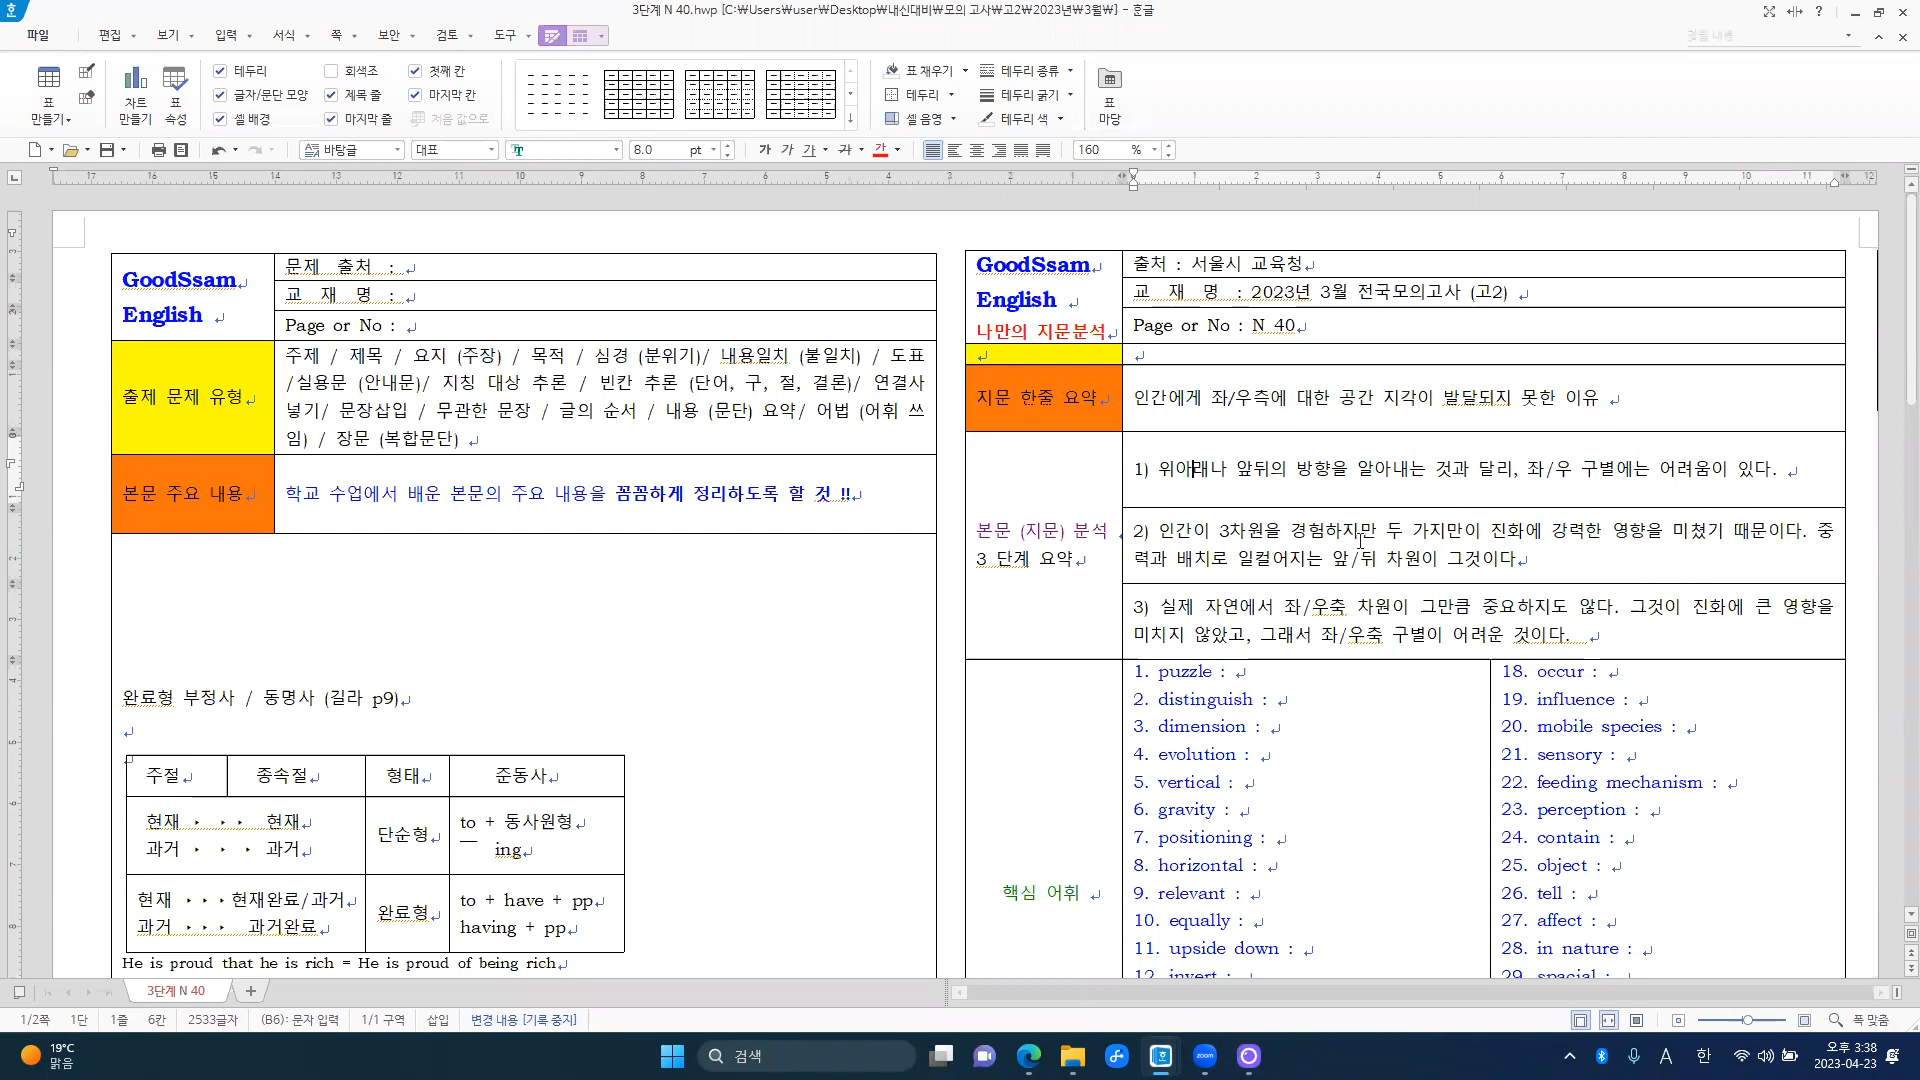 3단계 N 40.hwp [C:￦Users￦user￦Desktop￦내신대비￦모의 고사￦고2￦2023년￦3월￦] - 한글
파일 편집 보기 입력 서식 쪽 보안 검토 도구
표 만들기
차트 만들기
표 속성
테두리 회색조 첫째 칸
글자/문단 모양 제목 줄 마지막 칸
셀 배경 마지막 줄 처음 값으로
표 채우기 테두리 종류
테두리 테두리 굵기
셀 음영 테두리 색
표 마당
바탕글 대표 8.0 pt 가 가 가 가 가 160 %
GoodSsam
English
문제 출처 :
교 재 명 :
Page or No :
출제 문제 유형
주제 / 제목 / 요지 (주장) / 목적 / 심경 (분위기)/ 내용일치 (불일치) / 도표
/실용문 (안내문)/ 지칭 대상 추론 / 빈칸 추론 (단어, 구, 절, 결론)/ 연결사
넣기/ 문장삽입 / 무관한 문장 / 글의 순서 / 내용 (문단) 요약/ 어법 (어휘 쓰
임) / 장문 (복합문단)
본문 주요 내용
학교 수업에서 배운 본문의 주요 내용을 꼼꼼하게 정리하도록 할 것 !!
완료형 부정사 / 동명사 (길라 p9)
주절 종속절 형태 준동사
현재 ‣ ‣ ‣ 현재
과거 ‣ ‣ ‣ 과거
단순형
to + 동사원형
— ing
현재 ‣ ‣ ‣ 현재완료/과거
과거 ‣ ‣ ‣ 과거완료
완료형
to + have + pp
having + pp
He is proud that he is rich = He is proud of being rich
GoodSsam
English
나만의 지문분석
출처 : 서울시 교육청
교 재 명 : 2023년 3월 전국모의고사 (고2)
Page or No : N 40
지문 한줄 요약
인간에게 좌/우측에 대한 공간 지각이 발달되지 못한 이유
본문 (지문) 분석
3 단계 요약
1) 위아래나 앞뒤의 방향을 알아내는 것과 달리, 좌/우 구별에는 어려움이 있다.
2) 인간이 3차원을 경험하지만 두 가지만이 진화에 강력한 영향을 미쳤기 때문이다. 중
력과 배치로 일컬어지는 앞/뒤 차원이 그것이다
3) 실제 자연에서 좌/우축 차원이 그만큼 중요하지도 않다. 그것이 진화에 큰 영향을
미치지 않았고, 그래서 좌/우축 구별이 어려운 것이다.
핵심 어휘
1. puzzle :
2. distinguish :
3. dimension :
4. evolution :
5. vertical :
6. gravity :
7. positioning :
8. horizontal :
9. relevant :
10. equally :
11. upside down :
12. invert :
18. occur :
19. influence :
20. mobile species :
21. sensory :
22. feeding mechanism :
23. perception :
24. contain :
25. object :
26. tell :
27. affect :
28. in nature :
29. spacial :
3단계 N 40
1/2쪽 1단 1줄 6칸 2533글자 (B6): 문자 입력 1/1 구역 삽입 변경 내용 [기록 중지] 폭 맞춤
19°C
맑음
검색
zoom
A 한
오후 3:38
2023-04-23